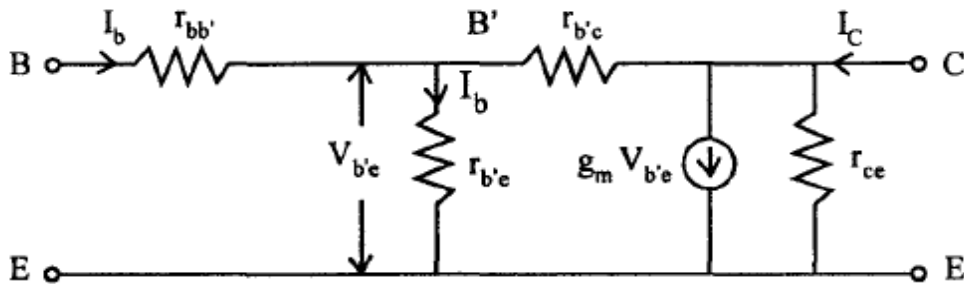 I_b r_bb' B' r_b'c I_C
B C
I_b
V_b'e r_b'e g_m V_b'e r_ce
E E